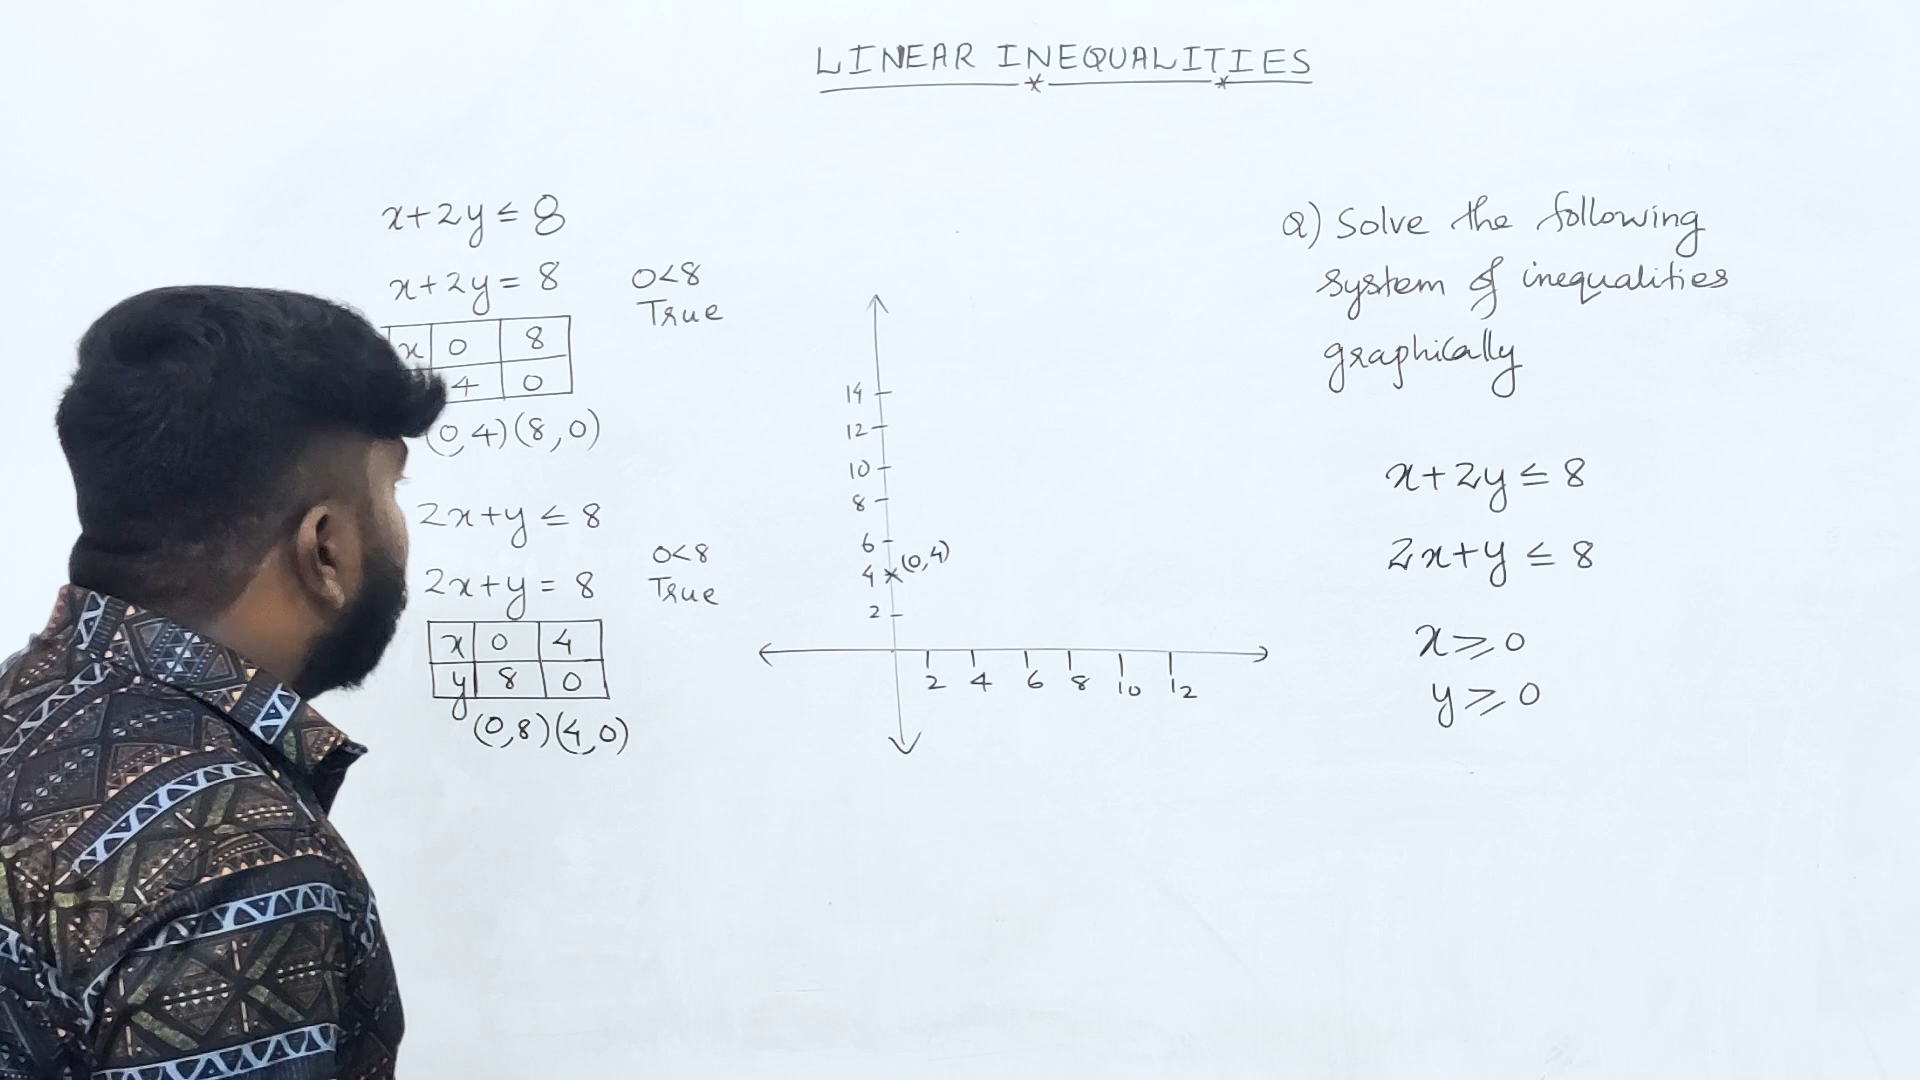 LINEAR INEQUALITIES
x+2y ≤ 8
x+2y = 8
0<8
True
x 0 8
4 0
(0,4)(8,0)
2x+y ≤ 8
2x+y = 8
0<8
True
x 0 4
y 8 0
(0,8)(4,0)
14
12
10
8
6
4 (0,4)
2
2 4 6 8 10 12
Q) Solve the following
system of inequalities
graphically
x+2y ≤ 8
2x+y ≤ 8
x ⩾ 0
y ⩾ 0